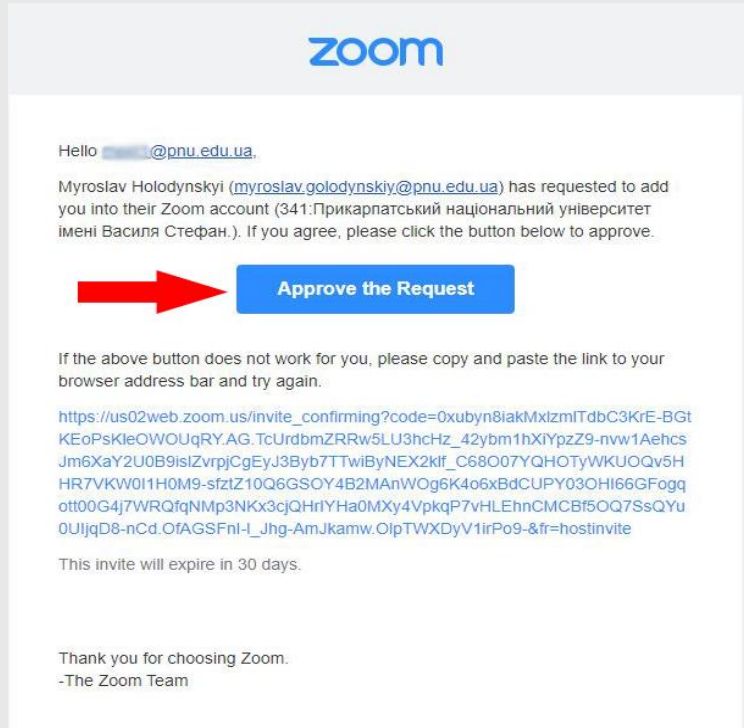 zoom
Hello @pnu.edu.ua,
Myroslav Holodynskyi (myroslav.golodynskiy@pnu.edu.ua) has requested to add
you into their Zoom account (341:Прикарпатський національний університет
імені Василя Стефан.). If you agree, please click the button below to approve.
Approve the Request
If the above button does not work for you, please copy and paste the link to your
browser address bar and try again.
https://us02web.zoom.us/invite_confirming?code=0xubyn8iakMxlzmlTdbC3KrE-BGt
KEoPsKleOWOUqRY.AG.TcUrdbmZRRw5LU3hcHz_42ybm1hXiYpzZ9-nvw1Aehcs
Jm6XaY2U0B9islZvrpjCgEyJ3Byb7TTwiByNEX2klf_C68O07YQHOTyWKUOQv5H
HR7VKW0I1H0M9-sfztZ10Q6GSOY4B2MAnWOg6K4o6xBdCUPY03OHI66GFogq
ott00G4j7WRQfqNMp3NKx3cjQHrIYHa0MXy4VpkqP7vHLEhnCMCBf5OQ7SsQYu
0UIjqD8-nCd.OfAGSFnI-I_Jhg-AmJkamw.OlpTWXDyV1irPo9-&fr=hostinvite
This invite will expire in 30 days.
Thank you for choosing Zoom.
-The Zoom Team